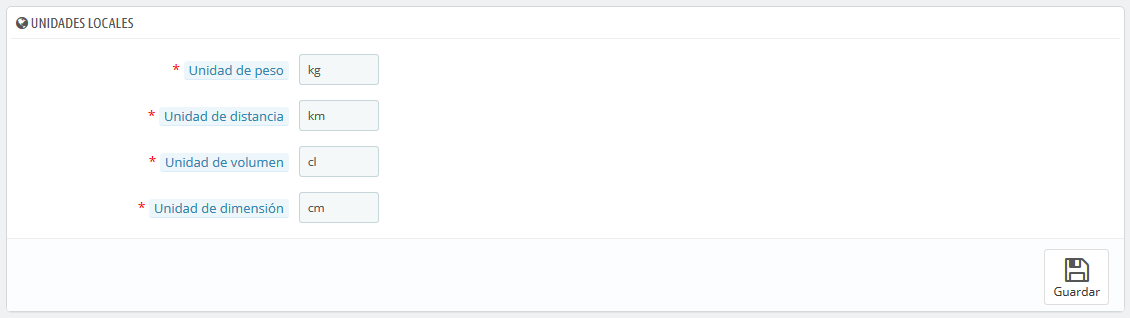 UNIDADES LOCALES
* Unidad de peso kg
* Unidad de distancia km
* Unidad de volumen cl
* Unidad de dimensión cm
Guardar